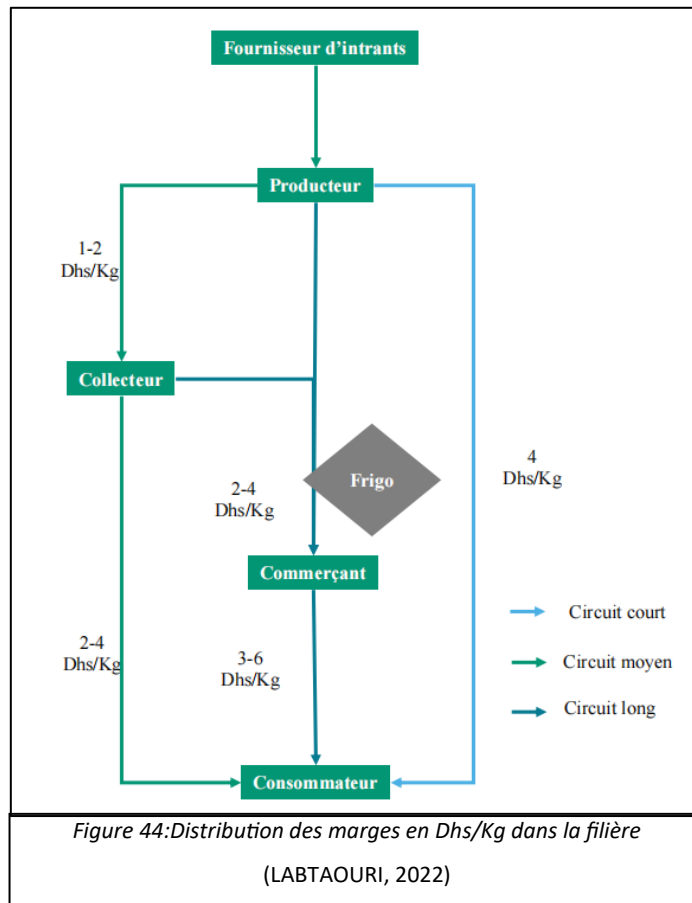 Fournisseur d'intrants
Producteur
1-2
Dhs/Kg
Collecteur
Frigo
4
Dhs/Kg
2-4
Dhs/Kg
Commerçant
Circuit court
2-4
Dhs/Kg
3-6
Dhs/Kg
Circuit moyen
Circuit long
Consommateur
Figure 44:Distribution des marges en Dhs/Kg dans la filière
(LABTAOURI, 2022)